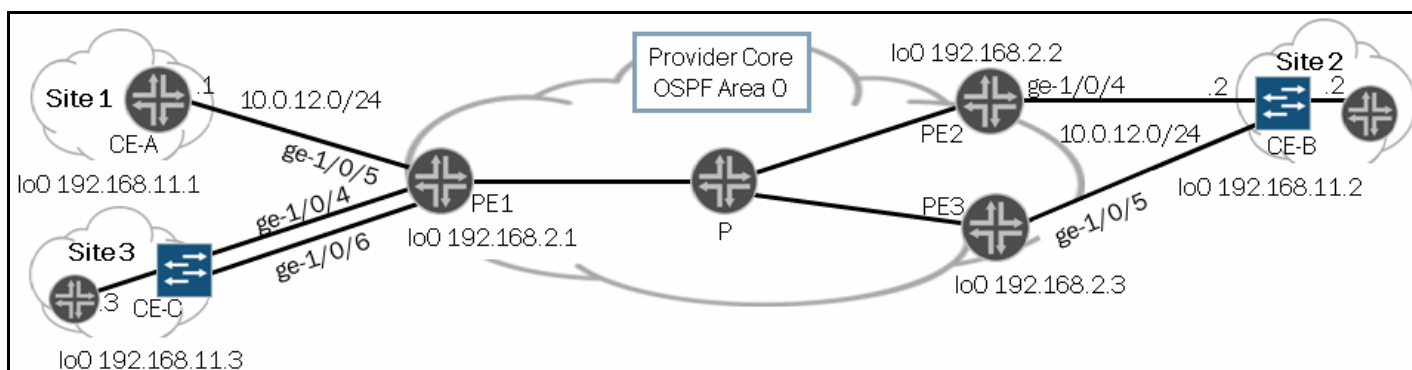 Provider Core
OSPF Area 0
Site 1
.1
10.0.12.0/24
CE-A
ge-1/0/5
lo0 192.168.11.1
ge-1/0/4
ge-1/0/6
PE1
lo0 192.168.2.1
Site 3
.3
CE-C
lo0 192.168.11.3
P
lo0 192.168.2.2
ge-1/0/4
PE2
.2
10.0.12.0/24
Site 2
.2
CE-B
lo0 192.168.11.2
PE3
ge-1/0/5
lo0 192.168.2.3